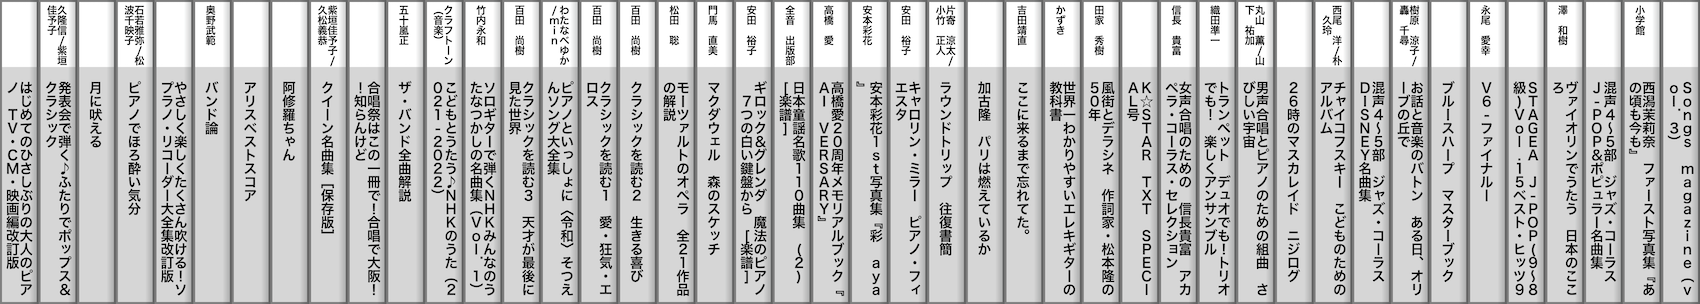 Songs magazine (v
ol.3)
小学館
西潟茉莉奈 ファースト写真集『あ
の頃も今も』
混声4〜5部 ジャズ・コーラス
J-POP&ポピュラー名曲集
澤 和樹
ヴァイオリンでうたう 日本のここ
ろ
STAGEA J-POP(9〜8
級)Vol.15ベスト・ヒッツ9
永尾 愛幸
V6-ファイナル-
ブルースハープ マスターブック
樹原 涼子/
轟 千尋
お話と音楽のバトン ある日、オリ
ーブの丘で
混声4〜5部 ジャズ・コーラス
DISNEY名曲集
西尾 洋/朴
久玲
チャイコフスキー こどものための
アルバム
26時のマスカレイド ニジログ
丸山 薫/山
下 祐加
男声合唱とピアノのための組曲 さ
びしい宇宙
織田準一
トランペット デュオでも!トリオ
でも! 楽しくアンサンブル
信長 貴富
女声合唱のための 信長貴富 アカ
ペラ・コーラス・セレクション
K☆STAR TXT SPECI
AL号
田家 秀樹
風街とデラシネ 作詞家・松本隆の
50年
かずき
世界一わかりやすいエレキギターの
教科書
吉田靖直
ここに来るまで忘れてた。
加古隆 パリは燃えているか
片寄 涼太/
小竹 正人
ラウンドトリップ 往復書簡
安田 裕子
キャロリン・ミラー ピアノ・フィ
エスタ
安本彩花
安本彩花1st写真集『彩 aya
』
高橋 愛
高橋愛20周年メモリアルブック『
AI VERSARY』
全音 出版部
日本童謡名歌110曲集 (〜2)
[楽譜]
安田 裕子
ギロック&グレンダ 魔法のピアノ
7つの白い鍵盤から [楽譜]
門馬 直美
マクダウェル 森のスケッチ
松田 聡
モーツァルトのオペラ 全21作品
の解説
百田 尚樹
クラシックを読む2 生きる喜び
百田 尚樹
クラシックを読む1 愛・狂気・エ
ロス
わたなべゆか
/min
ピアノといっしょに〈令和〉そつえ
んソング大全集
百田 尚樹
クラシックを読む3 天才が最後に
見た世界
竹内永和
ソロギターで弾くNHKみんなのう
たなつかしの名曲集(Vol.1)
クラフトーン
(音楽)
こどもとうたう♪NHKのうた(2
021-2022)
五十嵐正
ザ・バンド全曲解説
合唱祭はこの一冊で!合唱で大阪!
!知らんけど
紫垣佳予子/
久松義恭
クイーン名曲集[保存版]
阿修羅ちゃん
アリスベストスコア
奥野武範
バンド論
やさしく楽しくたくさん吹ける!ソ
プラノ・リコーダー大全集改訂版
石若雅弥/松
波千映子
ピアノでほろ酔い気分
月に吠える
久隆信/紫垣
佳予子
発表会で弾く♪ふたりでポップス&
クラシック
はじめてのひさしぶりの大人のピア
ノ TV・CM・映画編改訂版